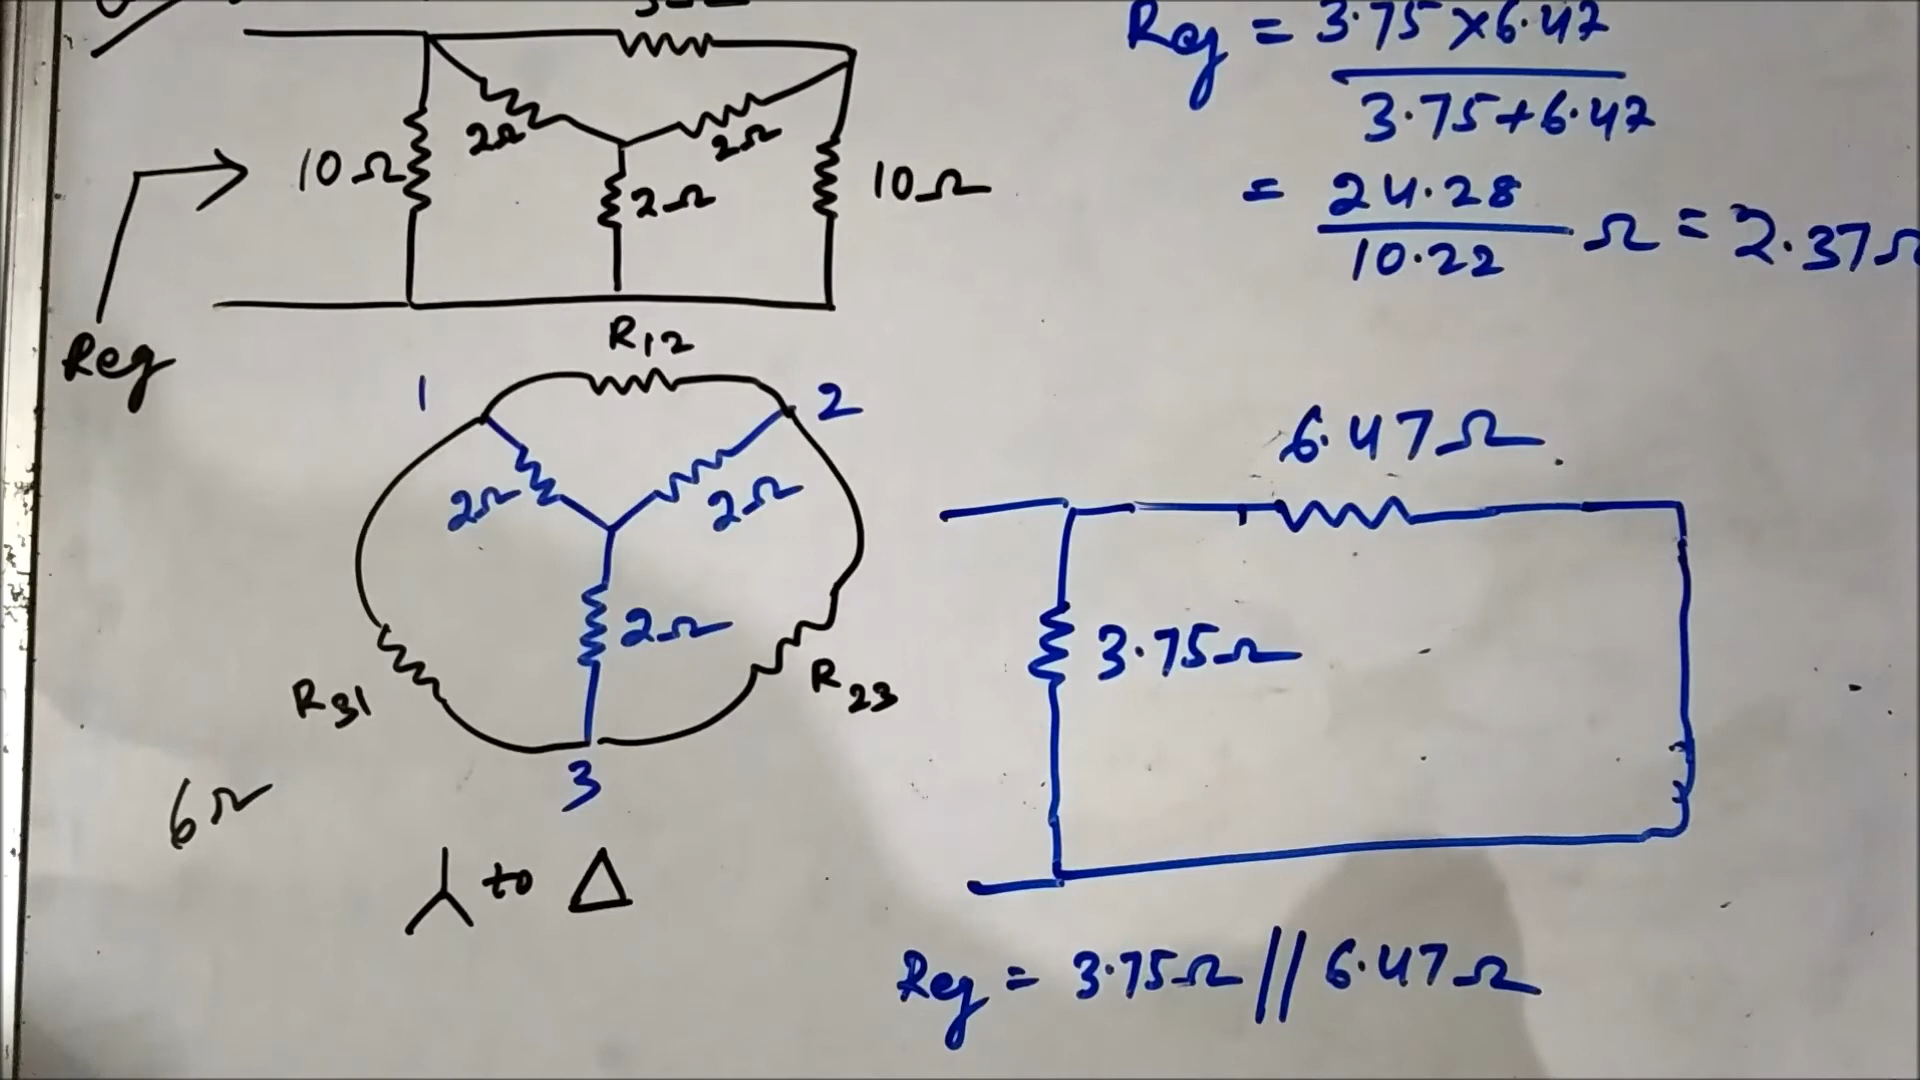 10Ω
2Ω
2Ω
2Ω
10Ω
Req
R12
1
2
2Ω
2Ω
2Ω
R31
R23
3
6Ω
⅄ to Δ
Req = 3.75 x 6.47
3.75 + 6.47
= 24.28
10.22
Ω = 2.37Ω
6.47Ω
3.75Ω
Req = 3.75Ω // 6.47Ω